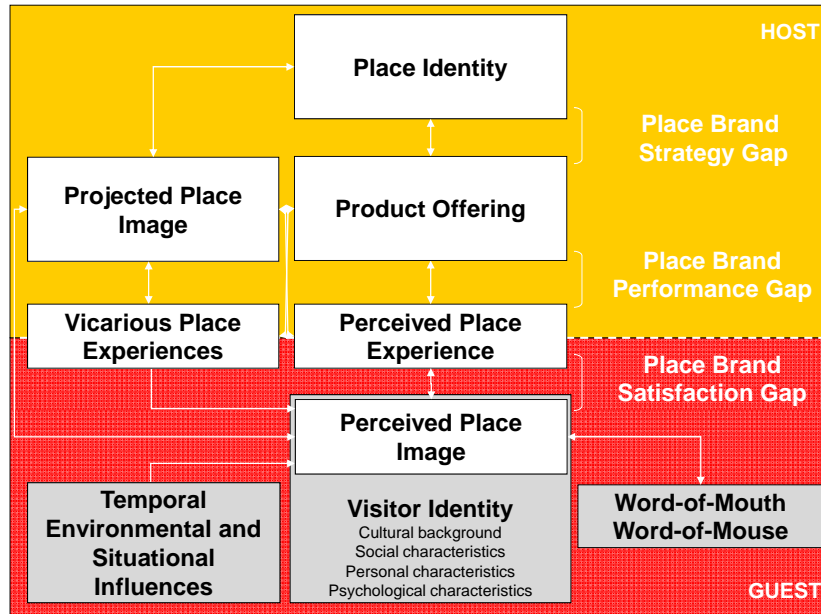 HOST
Place Identity
Place Brand
Strategy Gap
Projected Place
Image
Product Offering
Place Brand
Performance Gap
Vicarious Place
Experiences
Perceived Place
Experience
Place Brand
Satisfaction Gap
Perceived Place
Image
Temporal
Environmental and
Situational
Influences
Visitor Identity
Cultural background
Social characteristics
Personal characteristics
Psychological characteristics
Word-of-Mouth
Word-of-Mouse
GUEST